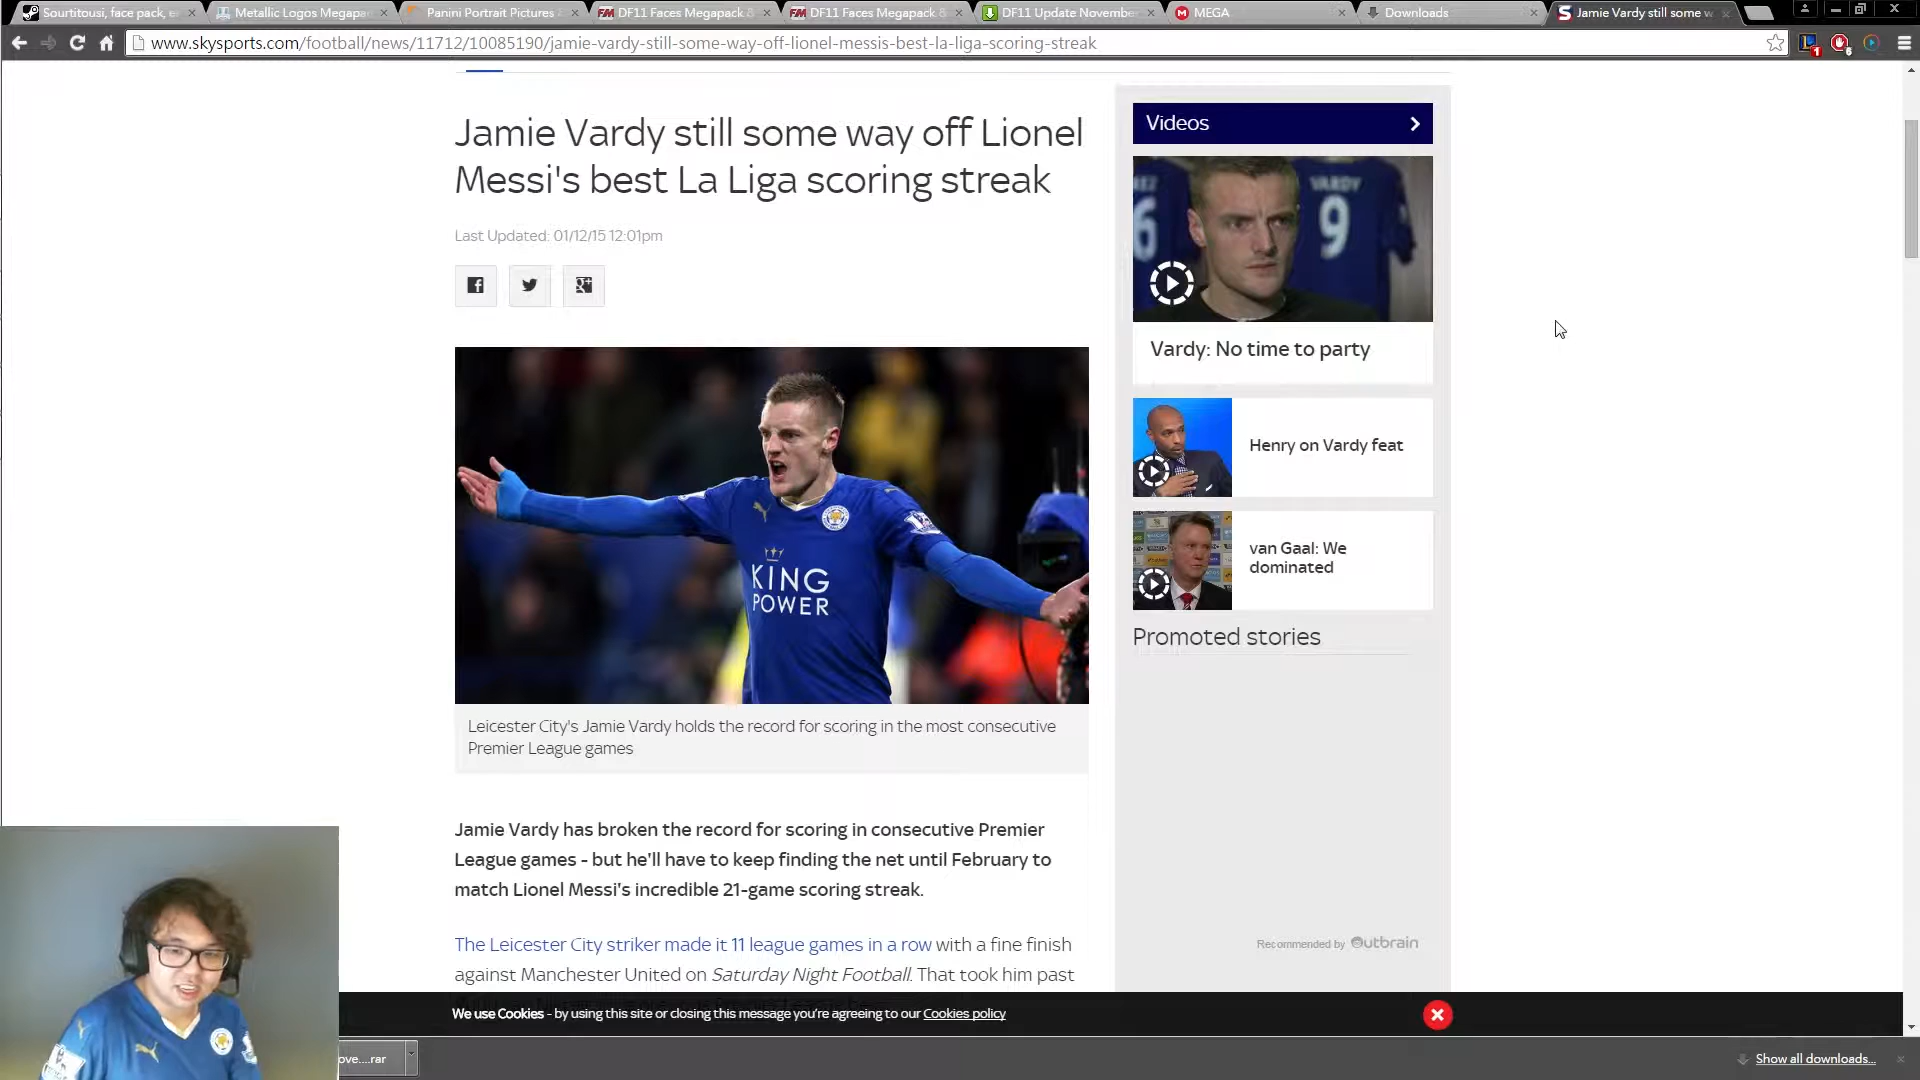 Sourtitousi, face pack, e
Metallic Logos Megapa
Panini Portrait Pictures
DF11 Faces Megapack &
DF11 Faces Megapack &
DF11 Update Novembe
MEGA
Downloads
Jamie Vardy still some w
www.skysports.com/football/news/11712/10085190/jamie-vardy-still-some-way-off-lionel-messis-best-la-liga-scoring-streak
1
6
Jamie Vardy still some way off Lionel
Messi's best La Liga scoring streak
Last Updated: 01/12/15 12:01pm
KING
POWER
Leicester City's Jamie Vardy holds the record for scoring in the most consecutive
Premier League games
Jamie Vardy has broken the record for scoring in consecutive Premier
League games - but he'll have to keep finding the net until February to
match Lionel Messi's incredible 21-game scoring streak.
The Leicester City striker made it 11 league games in a row with a fine finish
against Manchester United on Saturday Night Football. That took him past
Videos
VARDY
9
6
Vardy: No time to party
Henry on Vardy feat
van Gaal: We
dominated
Promoted stories
Recommended by Outbrain
We use Cookies - by using this site or closing this message you're agreeing to our Cookies policy
ove....rar
Show all downloads...